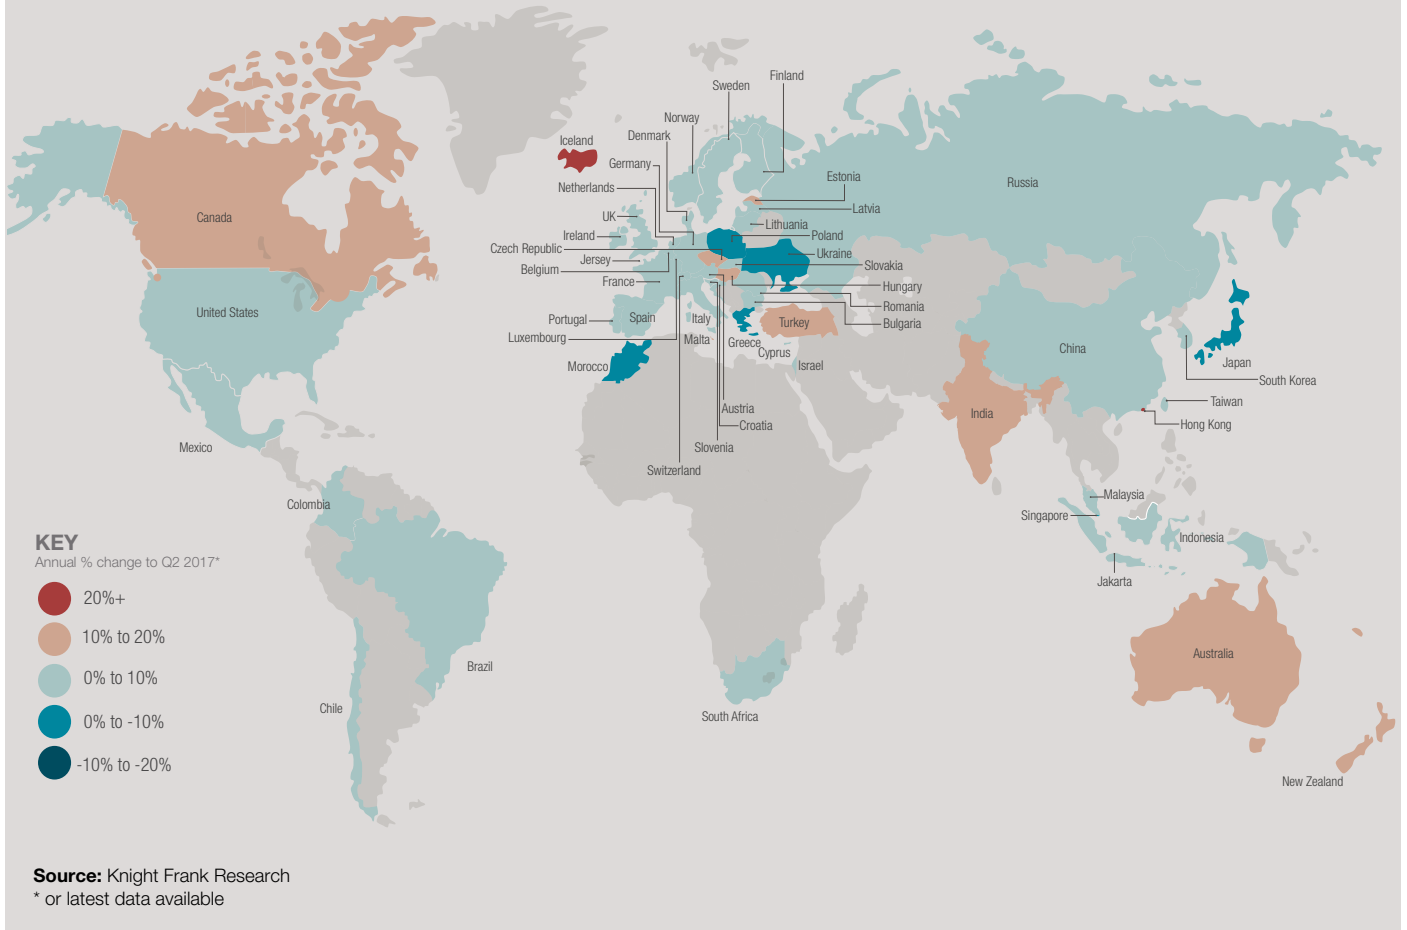 Finland
Sweden
Norway
Denmark
Iceland
Germany
Netherlands
Estonia
Russia
Latvia
Canada
UK
Lithuania
Ireland
Poland
Czech Republic
Ukraine
Jersey
Slovakia
Belgium
France
Hungary
Romania
United States
Portugal
Spain
Italy
Turkey
Bulgaria
Luxembourg
Malta
Greece
Cyprus
China
Japan
Morocco
Israel
South Korea
Austria
Taiwan
India
Croatia
Hong Kong
Mexico
Slovenia
Switzerland
Malaysia
Colombia
Singapore
Indonesia
KEY
Annual % change to Q2 2017*
Jakarta
20%+
10% to 20%
Australia
Brazil
0% to 10%
Chile
South Africa
0% to -10%
-10% to -20%
New Zealand
Source: Knight Frank Research
* or latest data available